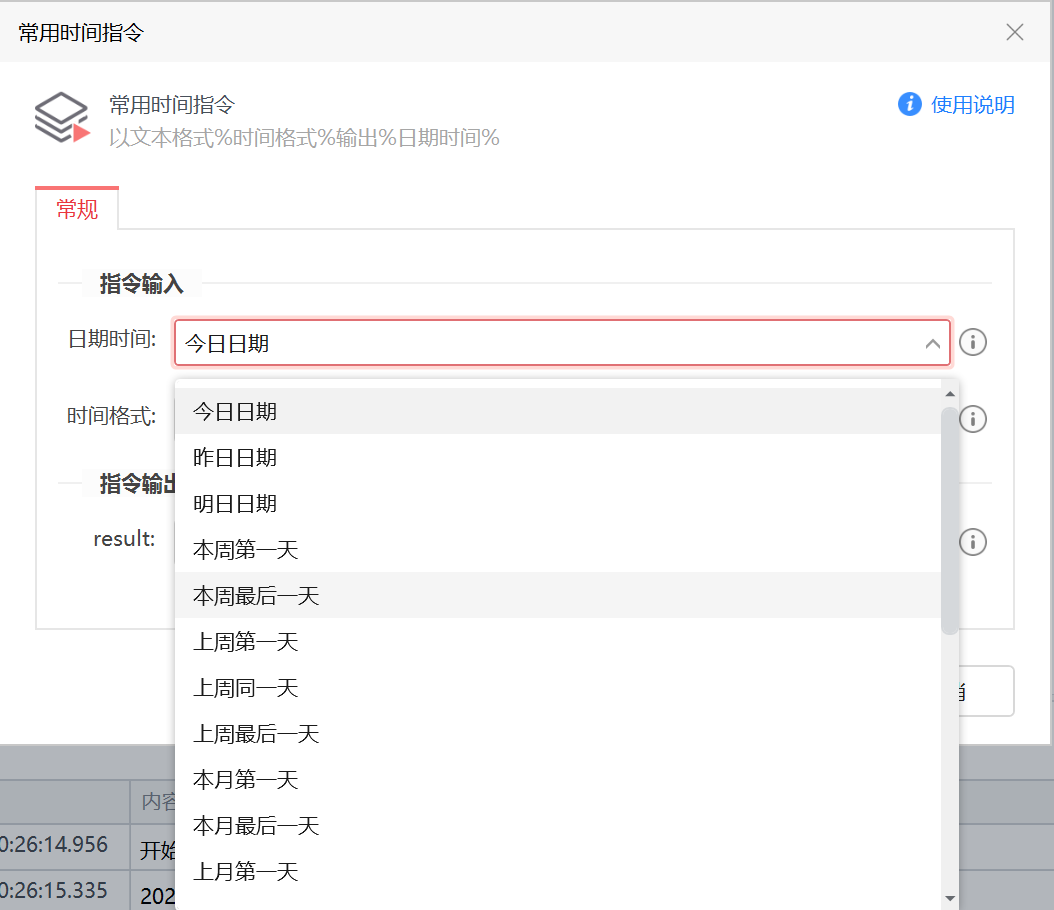 常用时间指令
常用时间指令
使用说明
以文本格式%时间格式%输出%日期时间%
常规
指令输入
日期时间:
今日日期
时间格式:
今日日期
昨日日期
指令输出
明日日期
result:
本周第一天
本周最后一天
上周第一天
上周同一天
上周最后一天
本月第一天
内容
本月最后一天
0:26:14.956
开始
上月第一天
0:26:15.335
202